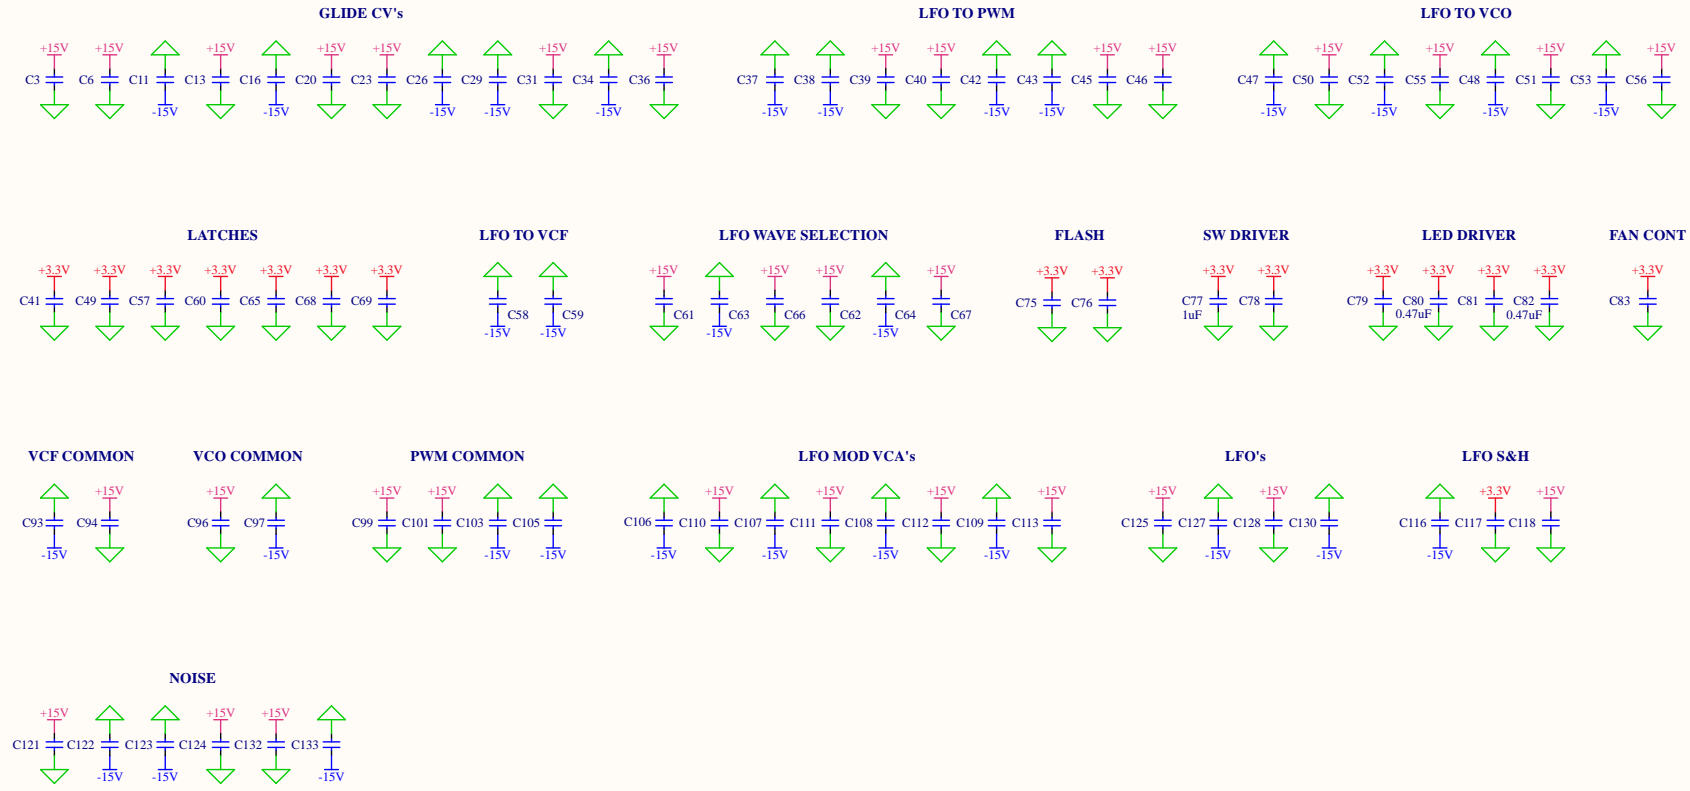 GLIDE CV's LFO TO PWM LFO TO VCO
+15V +15V +15V +15V +15V +15V +15V +15V +15V +15V +15V +15V +15V +15V +15V
C3 C6 C11 C13 C16 C20 C23 C26 C29 C31 C34 C36 C37 C38 C39 C40 C42 C43 C45 C46 C47 C50 C52 C55 C48 C51 C53 C56
-15V -15V -15V -15V -15V -15V -15V -15V -15V -15V -15V -15V -15V
LATCHES LFO TO VCF LFO WAVE SELECTION FLASH SW DRIVER LED DRIVER FAN CONT
+3.3V +3.3V +3.3V +3.3V +3.3V +3.3V +3.3V +15V +15V +15V +15V +3.3V +3.3V +3.3V +3.3V +3.3V +3.3V +3.3V +3.3V +3.3V
C41 C49 C57 C60 C65 C68 C69 C75 C76 C77 C78 C79 C80 C81 C82 C83
C58 C59 C61 C63 C66 C62 C64 C67 1uF 0.47uF 0.47uF
-15V -15V -15V -15V
VCF COMMON VCO COMMON PWM COMMON LFO MOD VCA's LFO's LFO S&H
+15V +15V +15V +15V +15V +15V +15V +15V +15V +15V +3.3V +15V
C93 C94 C96 C97 C99 C101 C103 C105 C106 C110 C107 C111 C108 C112 C109 C113 C125 C127 C128 C130 C116 C117 C118
-15V -15V -15V -15V -15V -15V -15V -15V -15V -15V -15V
NOISE
+15V +15V +15V
C121 C122 C123 C124 C132 C133
-15V -15V -15V